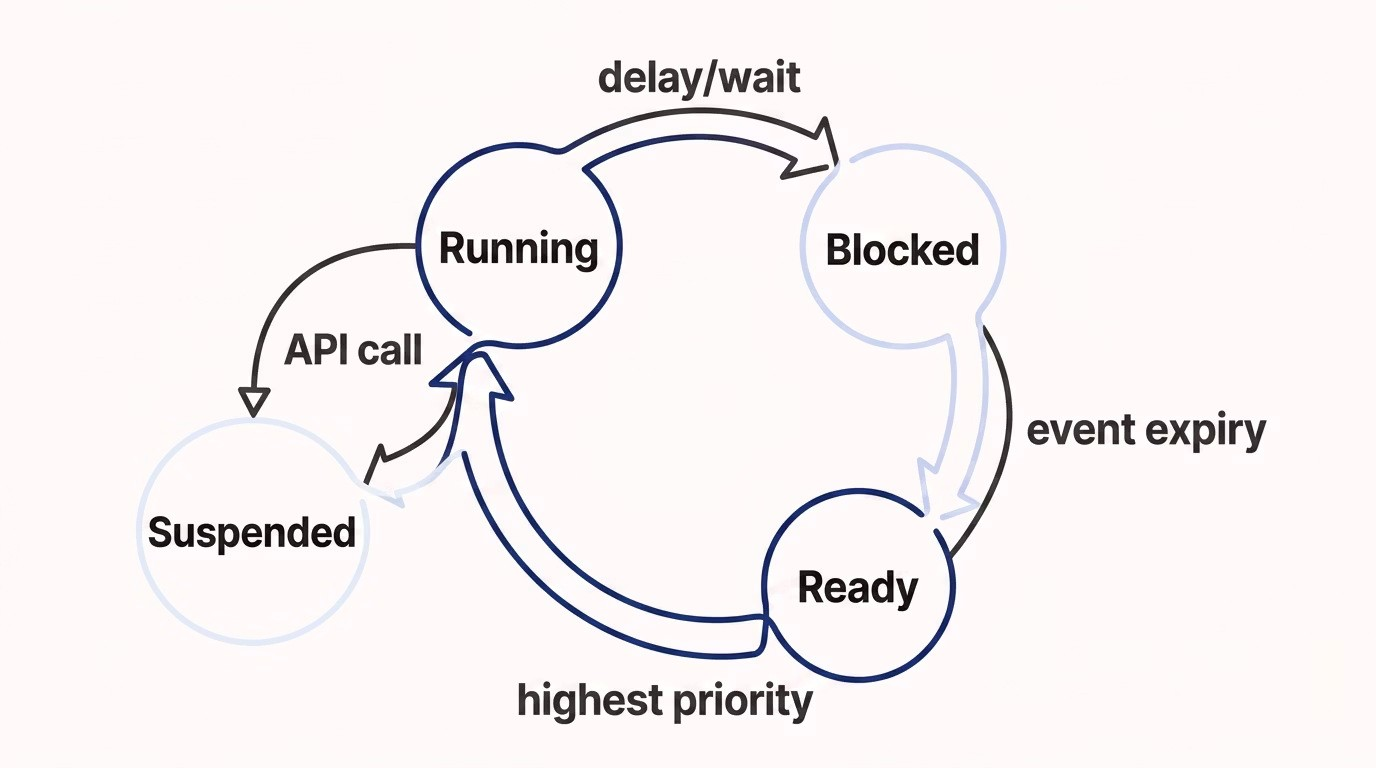 delay/wait
Running
Blocked
API call
event expiry
Suspended
Ready
highest priority